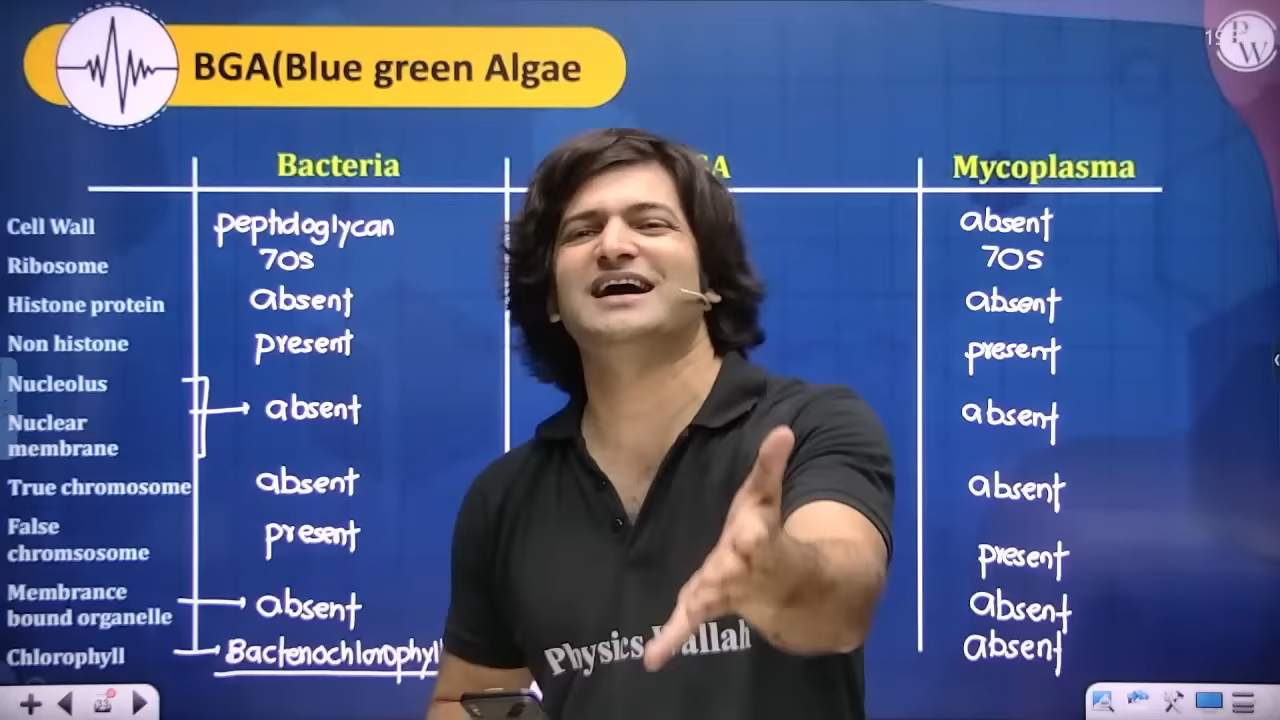 BGA(Blue green Algae
PW
Bacteria
Mycoplasma
Cell Wall peptdoglycan absent
Ribosome 70S 70S
Histone protein absent absent
Non histone present present
Nucleolus
Nuclear absent absent
membrane
True chromosome absent absent
False present
chromsosome present
Membrance
bound organelle absent absent
Chlorophyll Bacteriochlorophyll absent
Physics Wallah